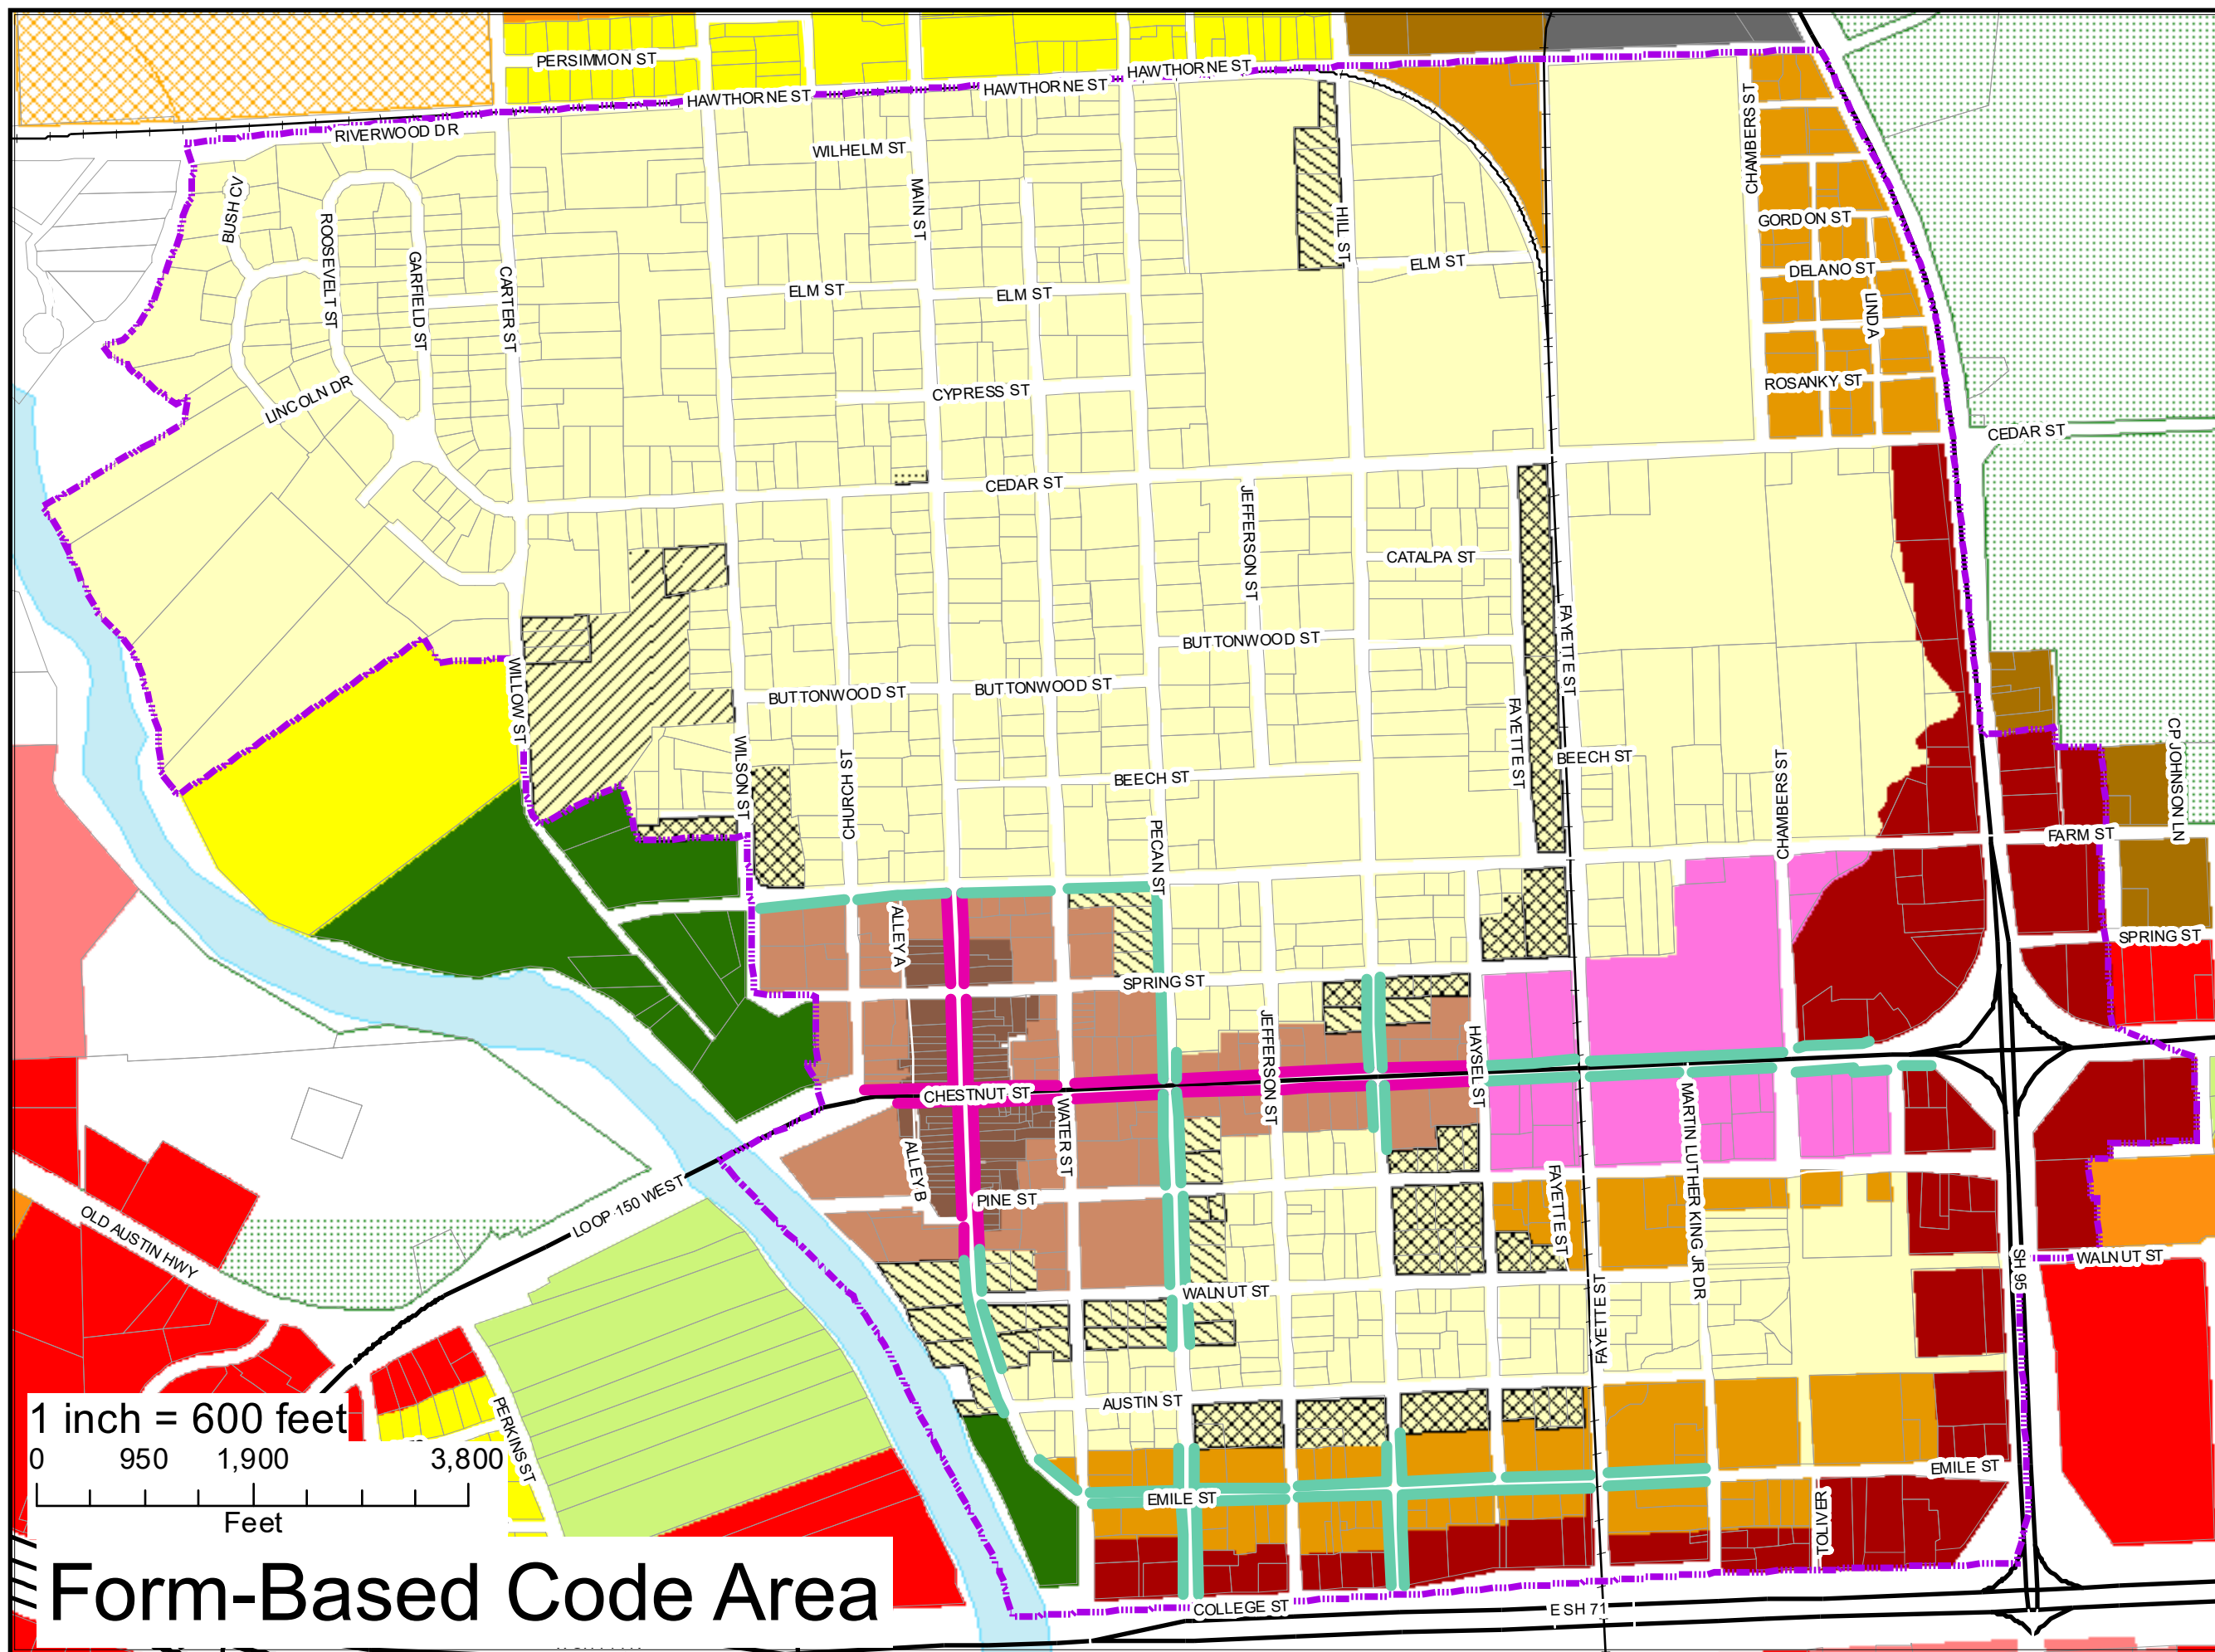 PERSIMMON ST
HAWTHORNE ST
HAWTHORNE ST
HAWTHORNE ST
RIVERWOOD DR
WILHELM ST
CHAMBERS ST
BUSH CV
ROOSEVELT ST
GARFIELD ST
CARTER ST
MAIN ST
HILL ST
GORDON ST
DELANO ST
LINDA
ELM ST
ELM ST
ELM ST
LINCOLN DR
CYPRESS ST
ROSANKY ST
CEDAR ST
CEDAR ST
JEFFERSON ST
CATALPA ST
FAYETTE ST
BUTTONWOOD ST
BUTTONWOOD ST
BUTTONWOOD ST
WILLOW ST
WILSON ST
CHURCH ST
BEECH ST
BEECH ST
FAYETTE ST
CHAMBERS ST
CP JOHNSON LN
FARM ST
PECAN ST
ALLEY A
SPRING ST
SPRING ST
JEFFERSON ST
HAYSEL ST
CHESTNUT ST
WATER ST
MARTIN LUTHER KING JR DR
ALLEY B
PINE ST
FAYETTE ST
LOOP 150 WEST
OLD AUSTIN HWY
WALNUT ST
WALNUT ST
SH 95
FAYETTE ST
AUSTIN ST
PERKINS ST
EMILE ST
EMILE ST
TOLIVER
COLLEGE ST
E SH 71
1 inch = 600 feet
0 950 1,900 3,800
Feet
Form-Based Code Area